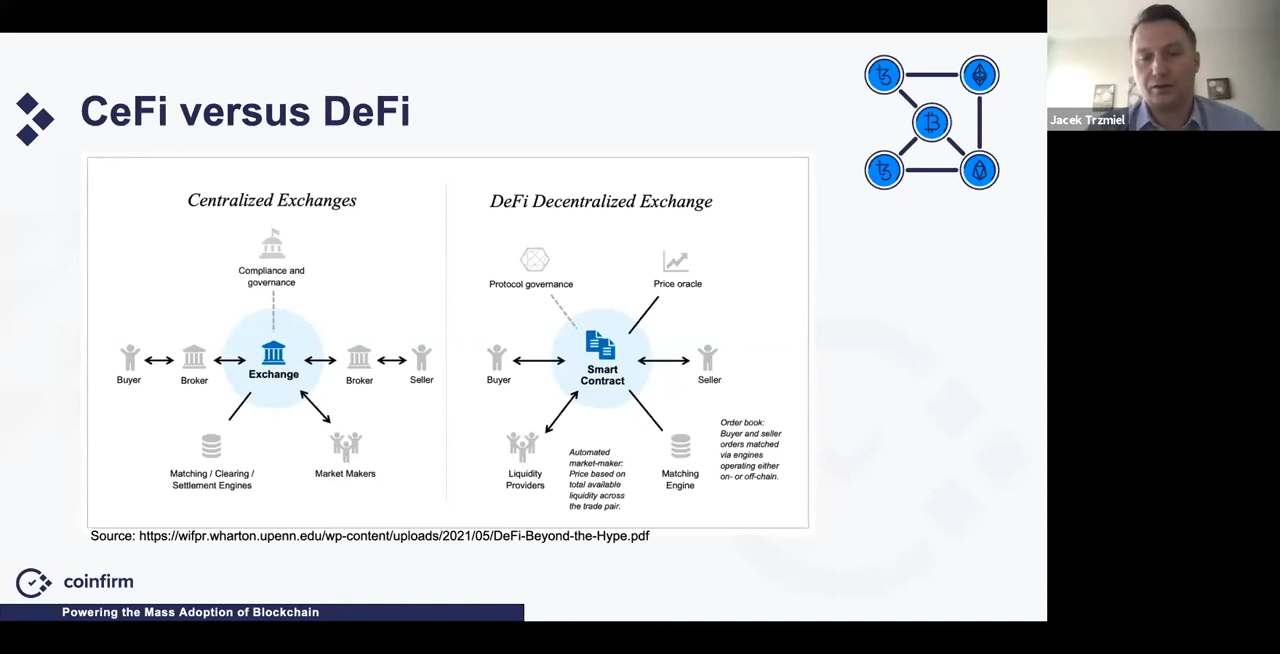 CeFi versus DeFi
Jacek Trzmiel
Centralized Exchanges
Compliance and
governance
Buyer
Broker
Exchange
Broker
Seller
Matching / Clearing /
Settlement Engines
Market Makers
DeFi Decentralized Exchange
Protocol governance
Price oracle
Buyer
Smart
Contract
Seller
Liquidity
Providers
Automated
market-maker:
Price based on
total available
liquidity across
the trade pair.
Matching
Engine
Order book:
Buyer and seller
orders matched
via engines
operating either
on- or off-chain.
Source: https://wifpr.wharton.upenn.edu/wp-content/uploads/2021/05/DeFi-Beyond-the-Hype.pdf
coinfirm
Powering the Mass Adoption of Blockchain